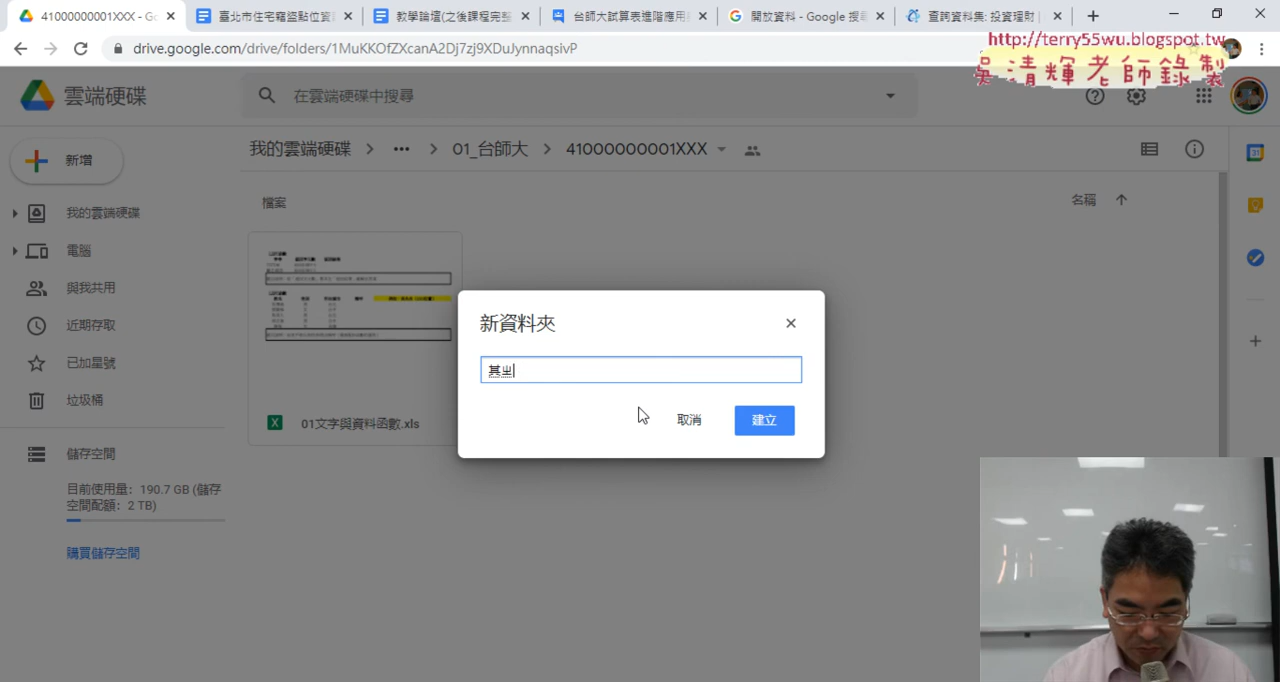 41000000001XXX - Go
臺北市住宅竊盜點位資
教學論壇(之後課程完整
台師大試算表進階應用
開放資料 - Google 搜尋
查詢資料集: 投資理財
drive.google.com/drive/folders/1MuKKOfZXcanA2Dj7zj9XDuJynnaqsivP
http://terry55wu.blogspot.tw
吳清輝老師錄製
雲端硬碟
在雲端硬碟中搜尋
新增
我的雲端硬碟
•••
01_台師大
41000000001XXX
檔案
名稱
我的雲端硬碟
電腦
與我共用
近期存取
已加星號
垃圾桶
儲存空間
目前使用量: 190.7 GB (儲存
空間配額: 2 TB)
購買儲存空間
01文字與資料函數.xls
新資料夾
其ㄓ
取消
建立